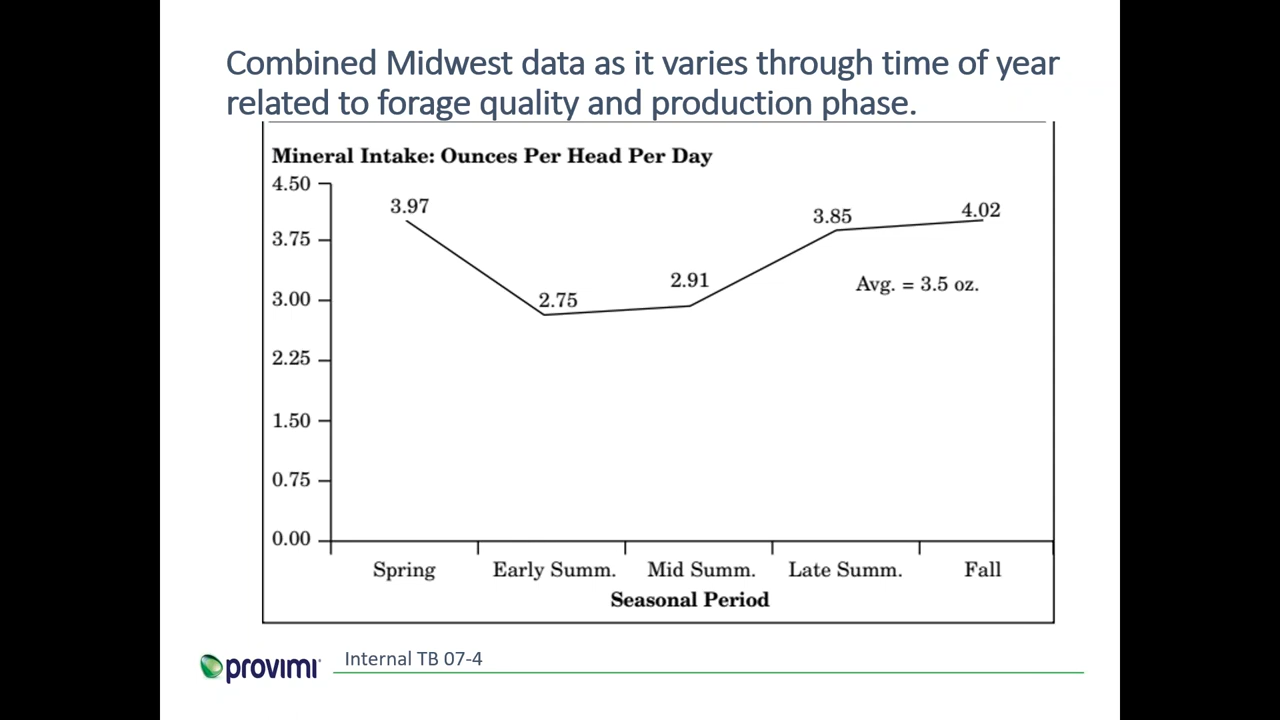 Combined Midwest data as it varies through time of year
related to forage quality and production phase.
Mineral Intake: Ounces Per Head Per Day
4.50
3.75
3.00
2.25
1.50
0.75
0.00
3.97
2.75
2.91
3.85
4.02
Avg. = 3.5 oz.
Spring
Early Summ.
Mid Summ.
Late Summ.
Fall
Seasonal Period
provimi
Internal TB 07-4